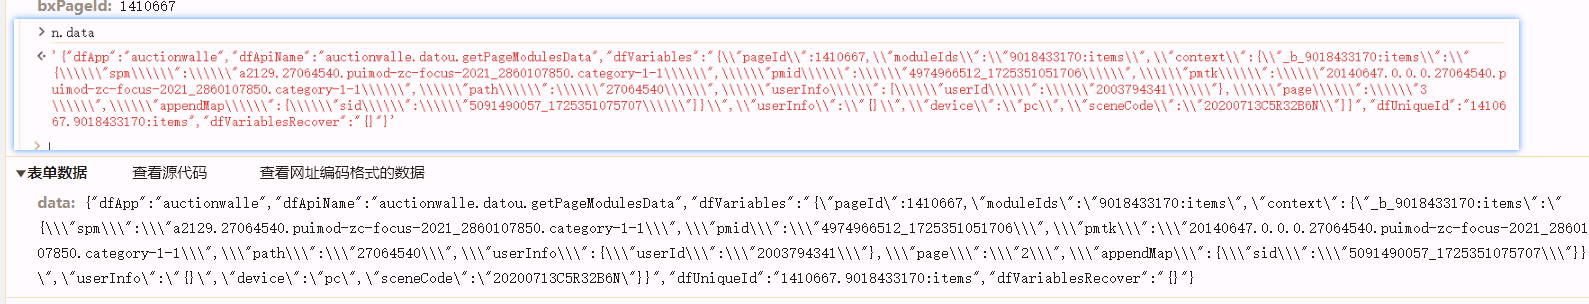 bxPageId: 1410667
> n.data
'{"dfApp":"auctionwalle","dfApiName":"auctionwalle.datou.getPageModulesData","dfVariables":"{\\"pageId\\":1410667,\\"moduleIds\\":\\"9018433170:items\\",\\"context\\":{\\"_b_9018433170:items\\":\\"
{\\\\\\"spm\\\\\\":\\\\\\"a2129.27064540.puimod-zc-focus-2021_2860107850.category-1-1\\\\\\",\\\\\\"pmid\\\\\\":\\\\\\"4974966512_1725351051706\\\\\\",\\\\\\"pmtk\\\\\\":\\\\\\"20140647.0.0.0.27064540.p
uimod-zc-focus-2021_2860107850.category-1-1\\\\\\",\\\\\\"path\\\\\\":\\\\\\"27064540\\\\\\",\\\\\\"userInfo\\\\\\":{\\\\\\"userId\\\\\\":\\\\\\"2003794341\\\\\\"},\\\\\\"page\\\\\\":\\\\\\"3
\\\\\\",\\\\\\"appendMap\\\\\\":{\\\\\\"sid\\\\\\":\\\\\\"5091490057_1725351075707\\\\\\"}}\\",\\"userInfo\\":\\"{}\\",\\"device\\":\\"pc\\",\\"sceneCode\\":\\"20200713C5R32B6N\\"}}","dfUniqueId":"1410
667.9018433170:items","dfVariablesRecover":"{}"}'
>
▼表单数据 查看源代码 查看网址编码格式的数据
data: {"dfApp":"auctionwalle","dfApiName":"auctionwalle.datou.getPageModulesData","dfVariables":"{\"pageId\":1410667,\"moduleIds\":\"9018433170:items\",\"context\":{\"_b_9018433170:items\":\"
{\\\"spm\\\":\\\"a2129.27064540.puimod-zc-focus-2021_2860107850.category-1-1\\\",\\\"pmid\\\":\\\"4974966512_1725351051706\\\",\\\"pmtk\\\":\\\"20140647.0.0.0.27064540.puimod-zc-focus-2021_28601
07850.category-1-1\\\",\\\"path\\\":\\\"27064540\\\",\\\"userInfo\\\":{\\\"userId\\\":\\\"2003794341\\\"},\\\"page\\\":\\\"2\\\",\\\"appendMap\\\":{\\\"sid\\\":\\\"5091490057_1725351075707\\\"}}
\",\"userInfo\":\"{}\",\"device\":\"pc\",\"sceneCode\":\"20200713C5R32B6N\"}}","dfUniqueId":"1410667.9018433170:items","dfVariablesRecover":"{}"}